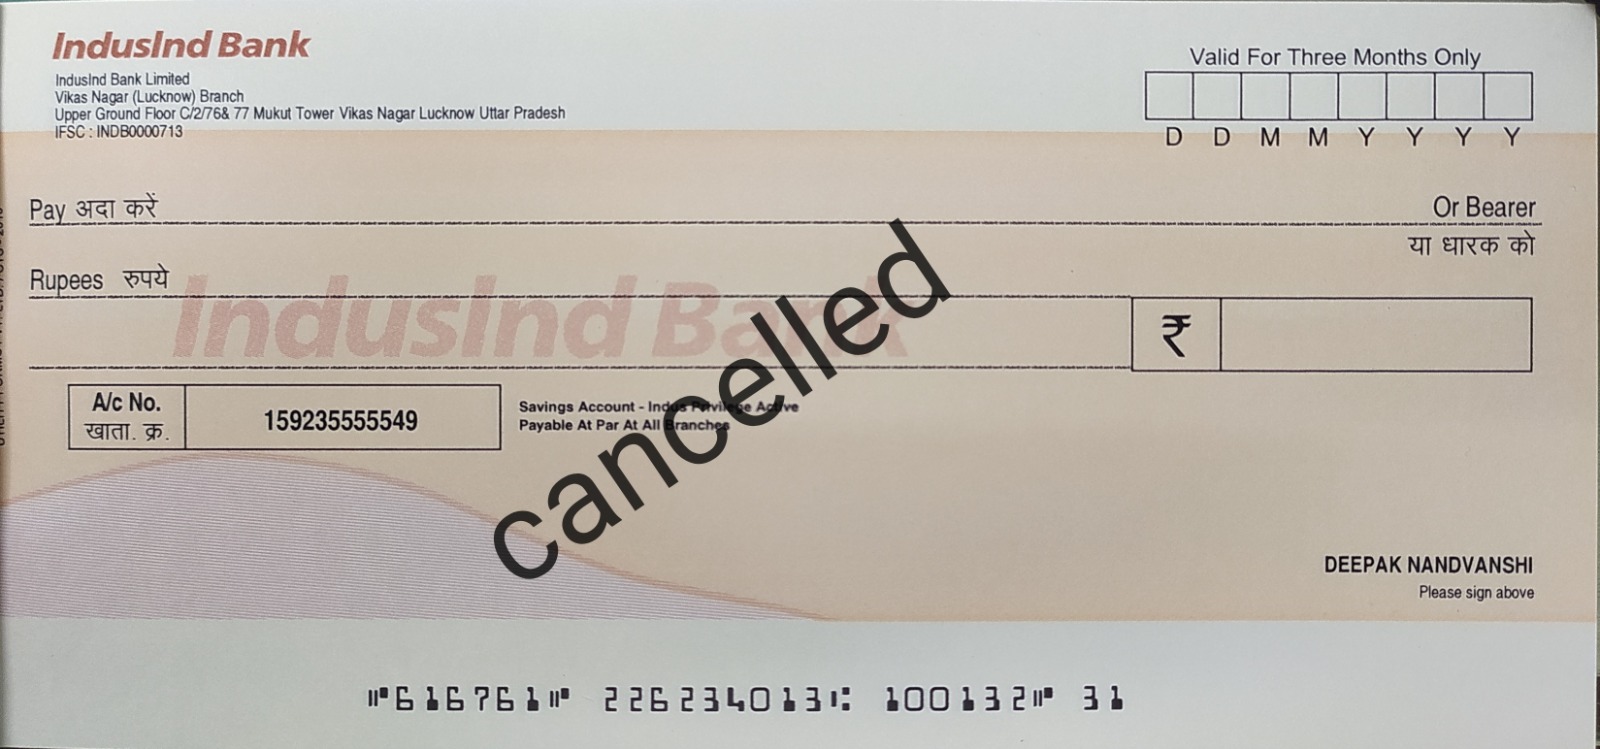 IndusInd Bank
IndusInd Bank Limited
Vikas Nagar (Lucknow) Branch
Upper Ground Floor C/2/76& 77 Mukut Tower Vikas Nagar Lucknow Uttar Pradesh
IFSC : INDB0000713
Valid For Three Months Only
D D M M Y Y Y Y
Pay अदा करें
Or Bearer
या धारक को
Rupees रुपये
IndusInd Bank
₹
A/c No.
खाता. क्र.
159235555549
Savings Account - Indus Privilege Active
Payable At Par At All Branches
cancelled
DEEPAK NANDVANSHI
Please sign above
⑈616761⑈ 226234013⑆ 100132⑈ 31